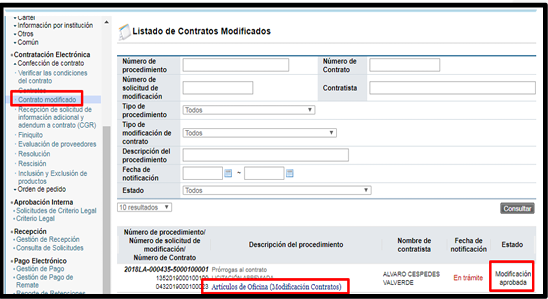 Cartel
Información por institución
Otros
Común
Contratación Electrónica
Confección de contrato
Verificar las condiciones
del contrato
Contratos
Contrato modificado
Recepción de solicitud de
información adicional y
adendum a contrato (CGR)
Finiquito
Evaluación de proveedores
Resolución
Rescisión
Inclusión y Exclusión de
productos
Orden de pedido
Aprobación Interna
Solicitudes de Criterio Legal
Criterio Legal
Recepción
Gestión de Recepción
Consulta de Solicitudes
Pago Electrónico
Gestión de Pago
Gestión de Pago de
Remate
Reporte de Retenciones
Listado de Contratos Modificados
Número de
procedimiento
Número de
Contrato
Número de
solicitud de
modificación
Contratista
Tipo de
procedimiento
Todos
Tipo de
modificación de
contrato
Todos
Descripción del
procedimiento
Fecha de
notificación
~
Estado
Todos
10 resultados
Consultar
Número de procedimiento/
Número de solicitud de
modificación/
Número de Contrato
Descripción del procedimiento
Nombre de
contratista
Fecha de
notificación
Estado
2018LA-000435-5000100001 Prórrogas al contrato
LICITACIÓN ABREVIADA
Artículos de Oficina (Modificación Contratos)
ALVARO CESPEDES
VALVERDE
En trámite
Modificación
aprobada